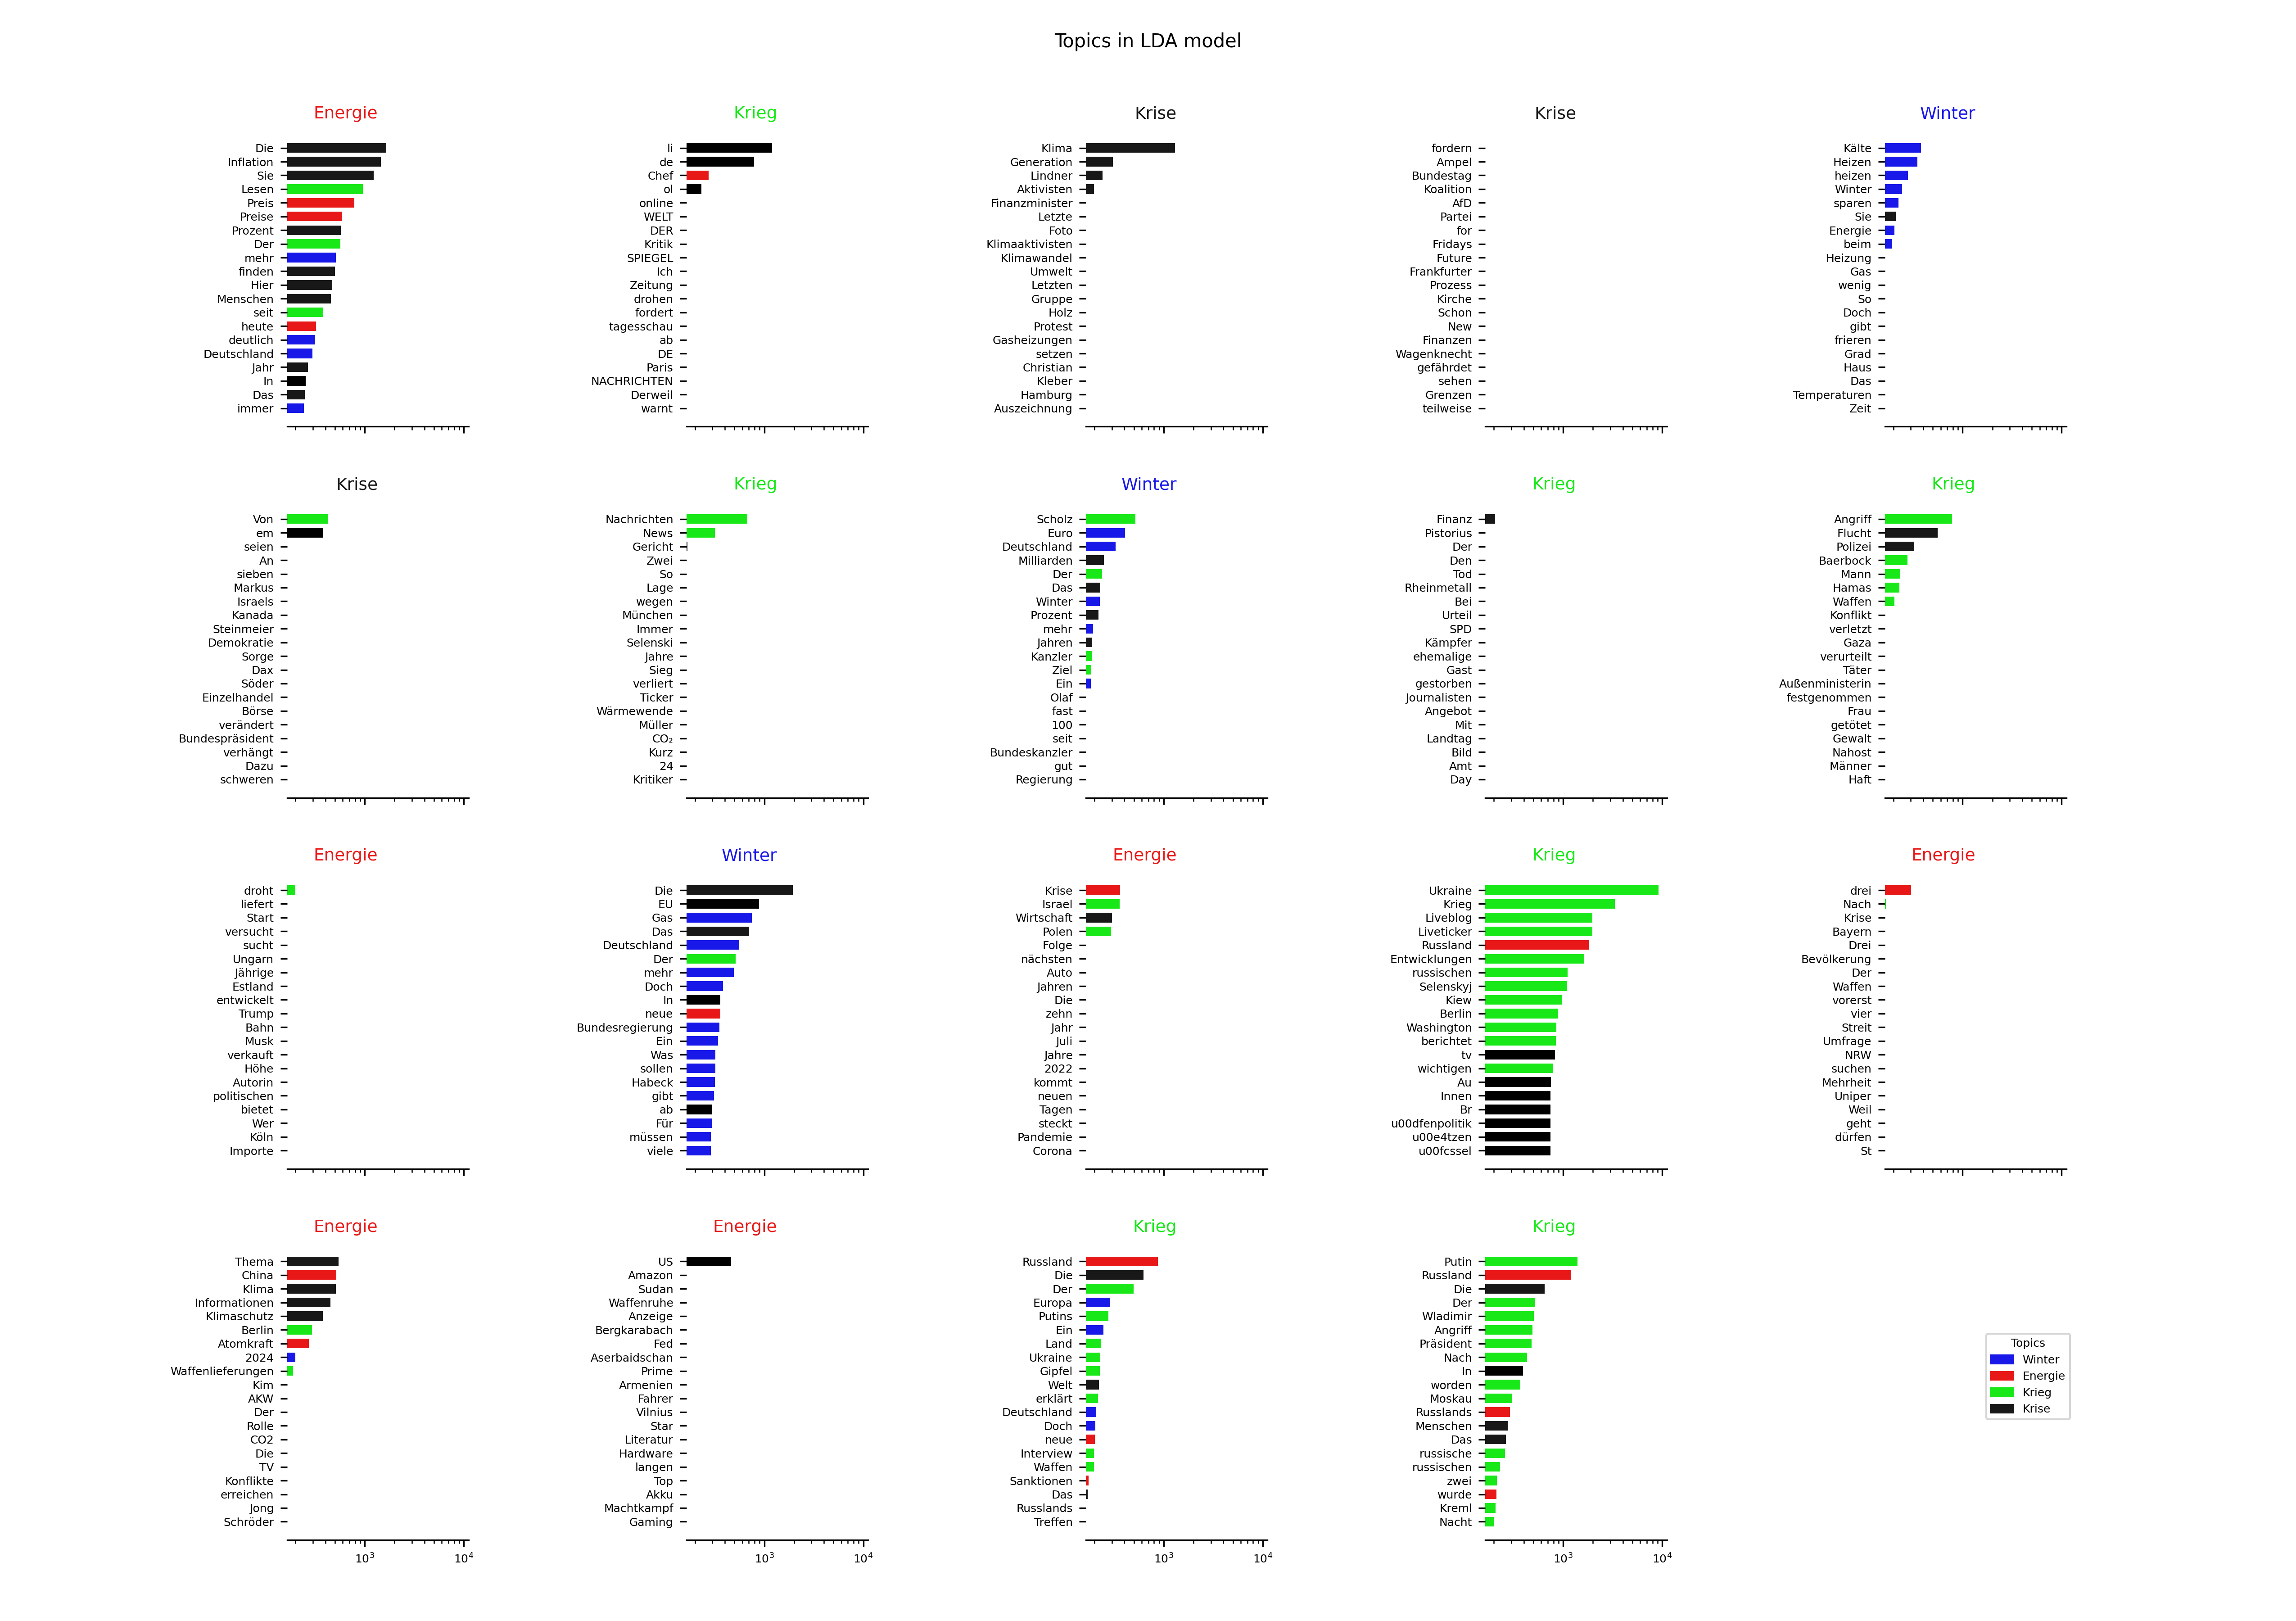 Topics in LDA model
Energie
Die
Inflation
Sie
Lesen
Preis
Preise
Prozent
Der
mehr
finden
Hier
Menschen
seit
heute
deutlich
Deutschland
Jahr
In
Das
immer
Krieg
li
de
Chef
ol
online
WELT
DER
Kritik
SPIEGEL
Ich
Zeitung
drohen
fordert
tagesschau
ab
DE
Paris
NACHRICHTEN
Derweil
warnt
Krise
Klima
Generation
Lindner
Aktivisten
Finanzminister
Letzte
Foto
Klimaaktivisten
Klimawandel
Umwelt
Letzten
Gruppe
Holz
Protest
Gasheizungen
setzen
Christian
Kleber
Hamburg
Auszeichnung
Krise
fordern
Ampel
Bundestag
Koalition
AfD
Partei
for
Fridays
Future
Frankfurter
Prozess
Kirche
Schon
New
Finanzen
Wagenknecht
gefährdet
sehen
Grenzen
teilweise
Winter
Kälte
Heizen
heizen
Winter
sparen
Sie
Energie
beim
Heizung
Gas
wenig
So
Doch
gibt
frieren
Grad
Haus
Das
Temperaturen
Zeit
Krise
Von
em
seien
An
sieben
Markus
Israels
Kanada
Steinmeier
Demokratie
Sorge
Dax
Söder
Einzelhandel
Börse
verändert
Bundespräsident
verhängt
Dazu
schweren
Krieg
Nachrichten
News
Gericht
Zwei
So
Lage
wegen
München
Immer
Selenski
Jahre
Sieg
verliert
Ticker
Wärmewende
Müller
CO₂
Kurz
24
Kritiker
Winter
Scholz
Euro
Deutschland
Milliarden
Der
Das
Winter
Prozent
mehr
Jahren
Kanzler
Ziel
Ein
Olaf
fast
100
seit
Bundeskanzler
gut
Regierung
Krieg
Finanz
Pistorius
Der
Den
Tod
Rheinmetall
Bei
Urteil
SPD
Kämpfer
ehemalige
Gast
gestorben
Journalisten
Angebot
Mit
Landtag
Bild
Amt
Day
Krieg
Angriff
Flucht
Polizei
Baerbock
Mann
Hamas
Waffen
Konflikt
verletzt
Gaza
verurteilt
Täter
Außenministerin
festgenommen
Frau
getötet
Gewalt
Nahost
Männer
Haft
Energie
droht
liefert
Start
versucht
sucht
Ungarn
Jährige
Estland
entwickelt
Trump
Bahn
Musk
verkauft
Höhe
Autorin
politischen
bietet
Wer
Köln
Importe
Winter
Die
EU
Gas
Das
Deutschland
Der
mehr
Doch
In
neue
Bundesregierung
Ein
Was
sollen
Habeck
gibt
ab
Für
müssen
viele
Energie
Krise
Israel
Wirtschaft
Polen
Folge
nächsten
Auto
Jahren
Die
zehn
Jahr
Juli
Jahre
2022
kommt
neuen
Tagen
steckt
Pandemie
Corona
Krieg
Ukraine
Krieg
Liveblog
Liveticker
Russland
Entwicklungen
russischen
Selenskyj
Kiew
Berlin
Washington
berichtet
tv
wichtigen
Au
Innen
Br
u00dfenpolitik
u00e4tzen
u00fcssel
Energie
drei
Nach
Krise
Bayern
Drei
Bevölkerung
Der
Waffen
vorerst
vier
Streit
Umfrage
NRW
suchen
Mehrheit
Uniper
Weil
geht
dürfen
St
Energie
Thema
China
Klima
Informationen
Klimaschutz
Berlin
Atomkraft
2024
Waffenlieferungen
Kim
AKW
Der
Rolle
CO2
Die
TV
Konflikte
erreichen
Jong
Schröder
10³
10⁴
Energie
US
Amazon
Sudan
Waffenruhe
Anzeige
Bergkarabach
Fed
Aserbaidschan
Prime
Armenien
Fahrer
Vilnius
Star
Literatur
Hardware
langen
Top
Akku
Machtkampf
Gaming
10³
10⁴
Krieg
Russland
Die
Der
Europa
Putins
Ein
Land
Ukraine
Gipfel
Welt
erklärt
Deutschland
Doch
neue
Interview
Waffen
Sanktionen
Das
Russlands
Treffen
10³
10⁴
Krieg
Putin
Russland
Die
Der
Wladimir
Angriff
Präsident
Nach
In
worden
Moskau
Russlands
Menschen
Das
russische
russischen
zwei
wurde
Kreml
Nacht
10³
10⁴
Topics
Winter
Energie
Krieg
Krise